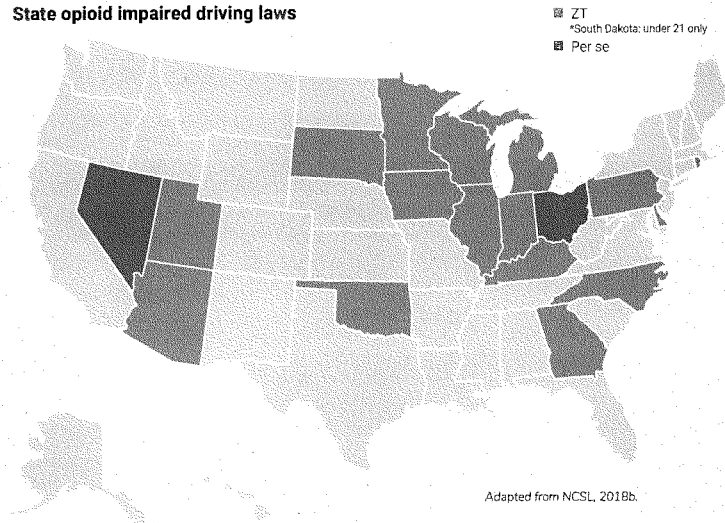 State opioid impaired driving laws
ZT
*South Dakota: under 21 only
Per se
Adapted from NCSL, 2018b.